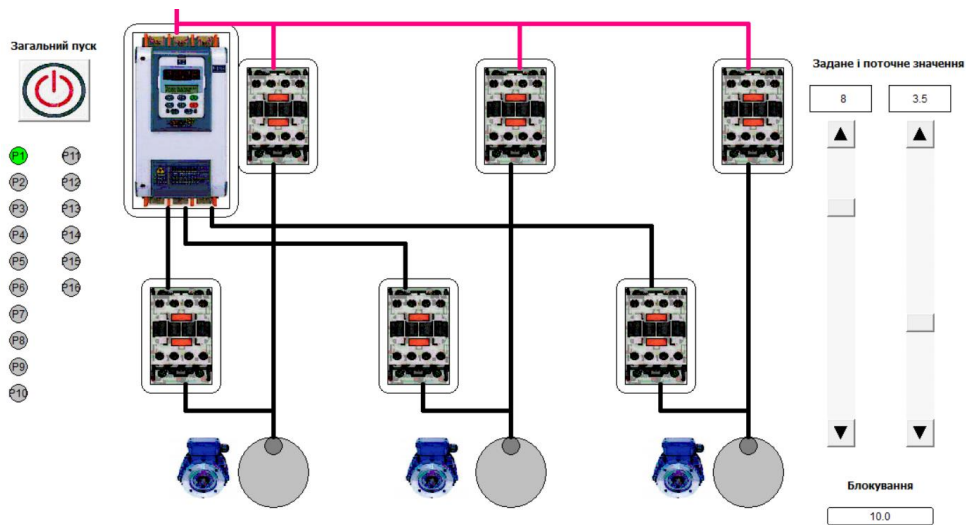 Загальний пуск
Задане і поточне значення
8
3.5
P1
P11
P2
P12
P3
P13
P4
P14
P5
P15
P6
P16
P7
P8
P9
P10
Блокування
10.0